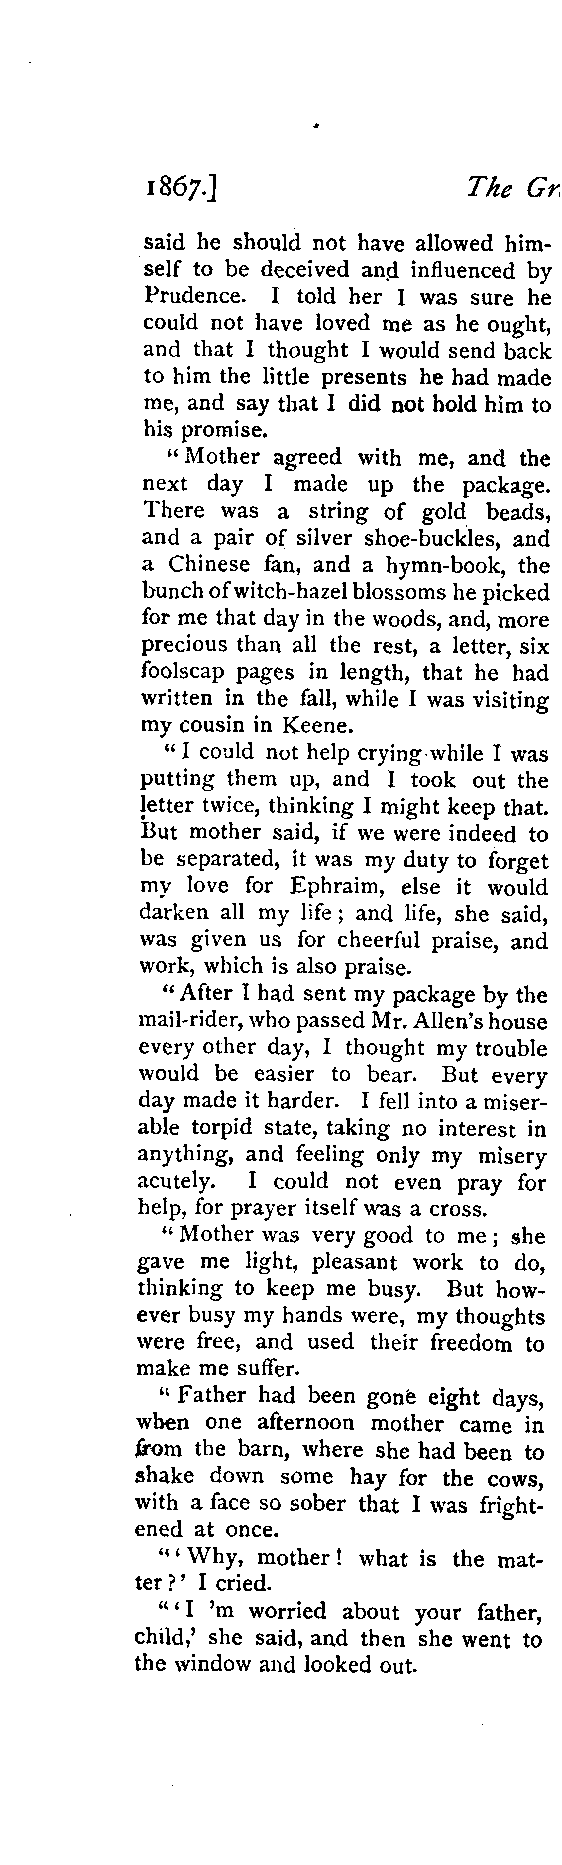 1867.] The Gr
said he should not have allowed him-
self to be deceived and influenced by
Prudence. I told her I was sure he
could not have loved me as he ought,
and that I thought I would send back
to him the little presents he had made
me, and say that I did not hold him to
his promise.
“Mother agreed with me, and the
next day I made up the package.
There was a string of gold beads,
and a pair of silver shoe-buckles, and
a Chinese fan, and a hymn-book, the
bunch of witch-hazel blossoms he picked
for me that day in the woods, and, more
precious than all the rest, a letter, six
foolscap pages in length, that he had
written in the fall, while I was visiting
my cousin in Keene.
“I could not help crying while I was
putting them up, and I took out the
letter twice, thinking I might keep that.
But mother said, if we were indeed to
be separated, it was my duty to forget
my love for Ephraim, else it would
darken all my life; and life, she said,
was given us for cheerful praise, and
work, which is also praise.
“After I had sent my package by the
mail-rider, who passed Mr. Allen's house
every other day, I thought my trouble
would be easier to bear. But every
day made it harder. I fell into a miser-
able torpid state, taking no interest in
anything, and feeling only my misery
acutely. I could not even pray for
help, for prayer itself was a cross.
“Mother was very good to me; she
gave me light, pleasant work to do,
thinking to keep me busy. But how-
ever busy my hands were, my thoughts
were free, and used their freedom to
make me suffer.
“Father had been gone eight days,
when one afternoon mother came in
from the barn, where she had been to
shake down some hay for the cows,
with a face so sober that I was fright-
ened at once.
“‘Why, mother! what is the mat-
ter?’ I cried.
“‘I 'm worried about your father,
child,’ she said, and then she went to
the window and looked out.